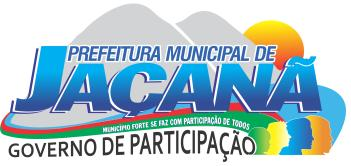 PREFEITURA MUNICIPAL DE
JAÇANÃ
MUNICÍPIO FORTE SE FAZ COM PARTICIPAÇÃO DE TODOS
GOVERNO DE PARTICIPAÇÃO